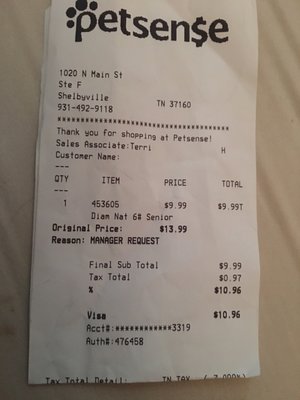 petsen$e
1020 N Main St
Ste F
Shelbyville TN 37160
931-492-9118
****************************************
Thank you for shopping at Petsense!
Sales Associate:Terri H
Customer Name:
---
QTY ITEM PRICE TOTAL
---
1 453605 $9.99 $9.99T
Diam Nat 6# Senior
Original Price: $13.99
Reason: MANAGER REQUEST
Final Sub Total $9.99
Tax Total $0.97
% $10.96
Visa $10.96
Acct#:************3319
Auth#:476458
Tax Total Detail: TN TAX ( 7.000%)